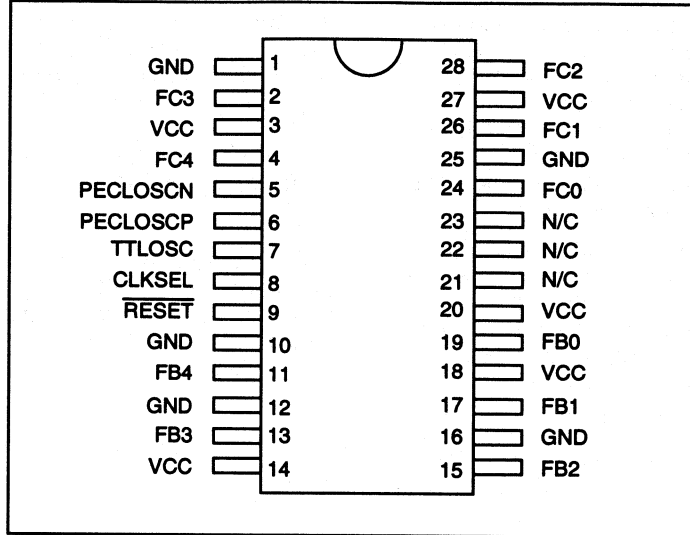 GND 1 28 FC2
FC3 2 27 VCC
VCC 3 26 FC1
FC4 4 25 GND
PECLOSCN 5 24 FC0
PECLOSCP 6 23 N/C
TTLOSC 7 22 N/C
CLKSEL 8 21 N/C
RESET 9 20 VCC
GND 10 19 FB0
FB4 11 18 VCC
GND 12 17 FB1
FB3 13 16 GND
VCC 14 15 FB2